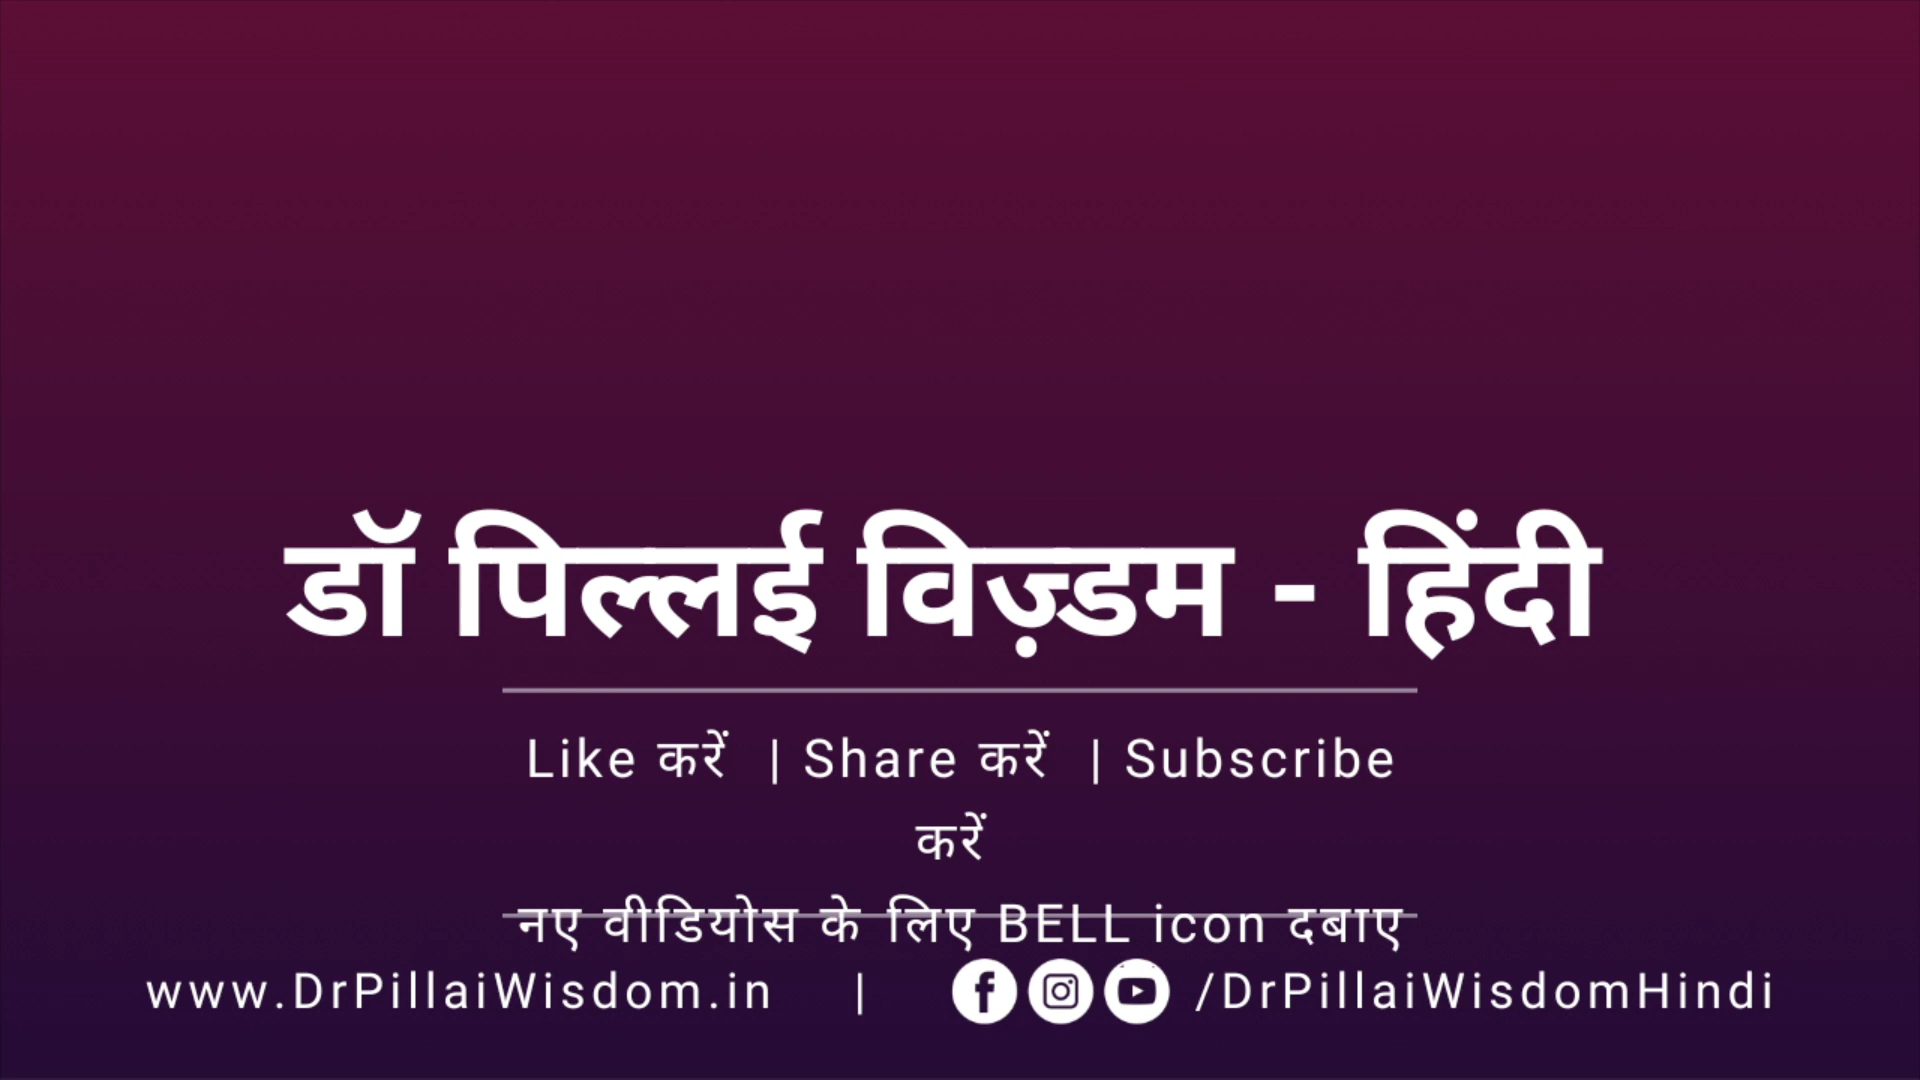 डॉ पिल्लई विज़्डम - हिंदी
Like करें | Share करें | Subscribe
करें
नए वीडियोस के लिए BELL icon दबाए
www.DrPillaiWisdom.in | /DrPillaiWisdomHindi